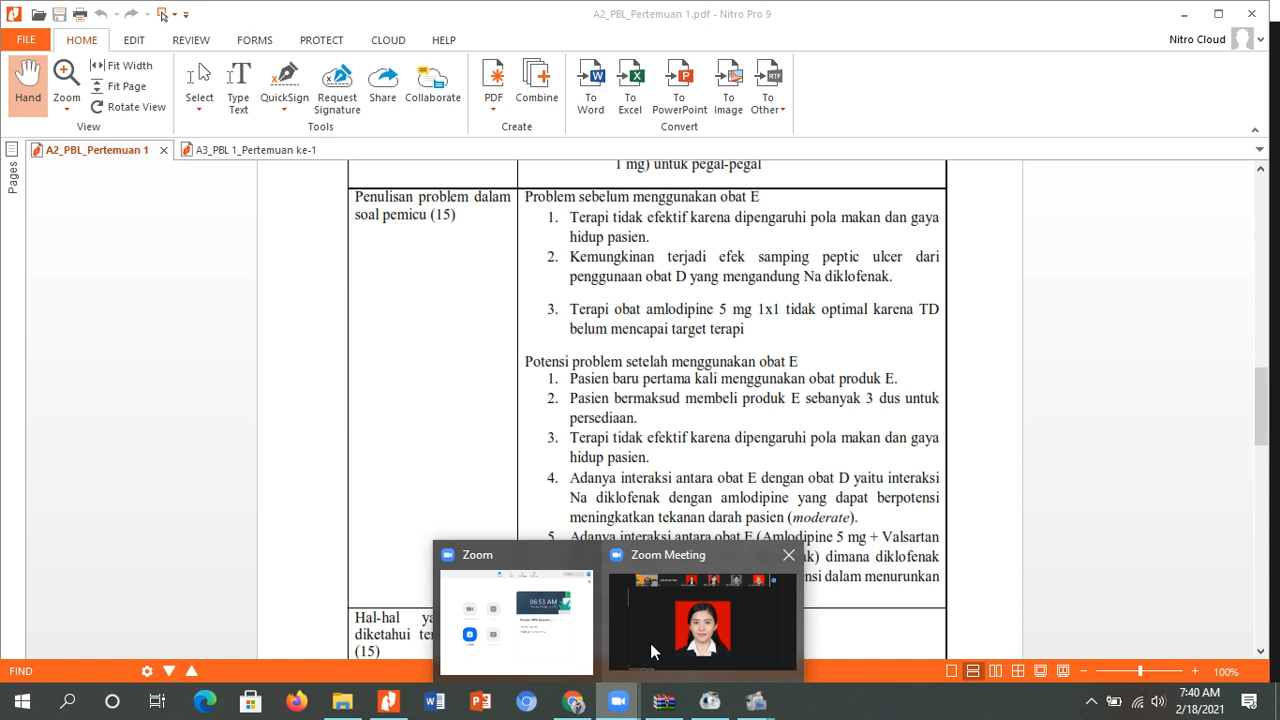 A2_PBL_Pertemuan 1.pdf - Nitro Pro 9
FILE
HOME
EDIT
REVIEW
FORMS
PROTECT
CLOUD
HELP
Nitro Cloud
Hand
Zoom
Fit Width
Fit Page
Rotate View
View
Select
Type Text
QuickSign
Request Signature
Share
Collaborate
Tools
PDF
Combine
Create
To Word
To Excel
To PowerPoint
To Image
To Other
Convert
Pages
A2_PBL_Pertemuan 1
A3_PBL 1_Pertemuan ke-1
1 mg) untuk pegal-pegal
Penulisan problem dalam
soal pemicu (15)
Problem sebelum menggunakan obat E
1. Terapi tidak efektif karena dipengaruhi pola makan dan gaya
hidup pasien.
2. Kemungkinan terjadi efek samping peptic ulcer dari
penggunaan obat D yang mengandung Na diklofenak.
3. Terapi obat amlodipine 5 mg 1x1 tidak optimal karena TD
belum mencapai target terapi
Potensi problem setelah menggunakan obat E
1. Pasien baru pertama kali menggunakan obat produk E.
2. Pasien bermaksud membeli produk E sebanyak 3 dus untuk
persediaan.
3. Terapi tidak efektif karena dipengaruhi pola makan dan gaya
hidup pasien.
4. Adanya interaksi antara obat E dengan obat D yaitu interaksi
Na diklofenak dengan amlodipine yang dapat berpotensi
meningkatkan tekanan darah pasien (moderate).
5. Adanya interaksi antara obat E (Amlodipine 5 mg + Valsartan
dimana diklofenak
dalam menurunkan
Hal-hal
diketahui
(15)
Zoom
Zoom Meeting
06:53 AM
FIND
100%
7:40 AM
2/18/2021